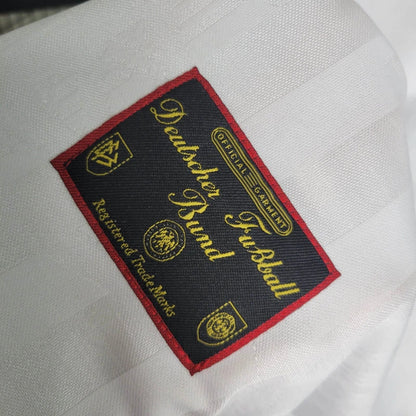 OFFICIAL GARMENT
Deutscher
Fußball
Bund
Registered Trade Marks